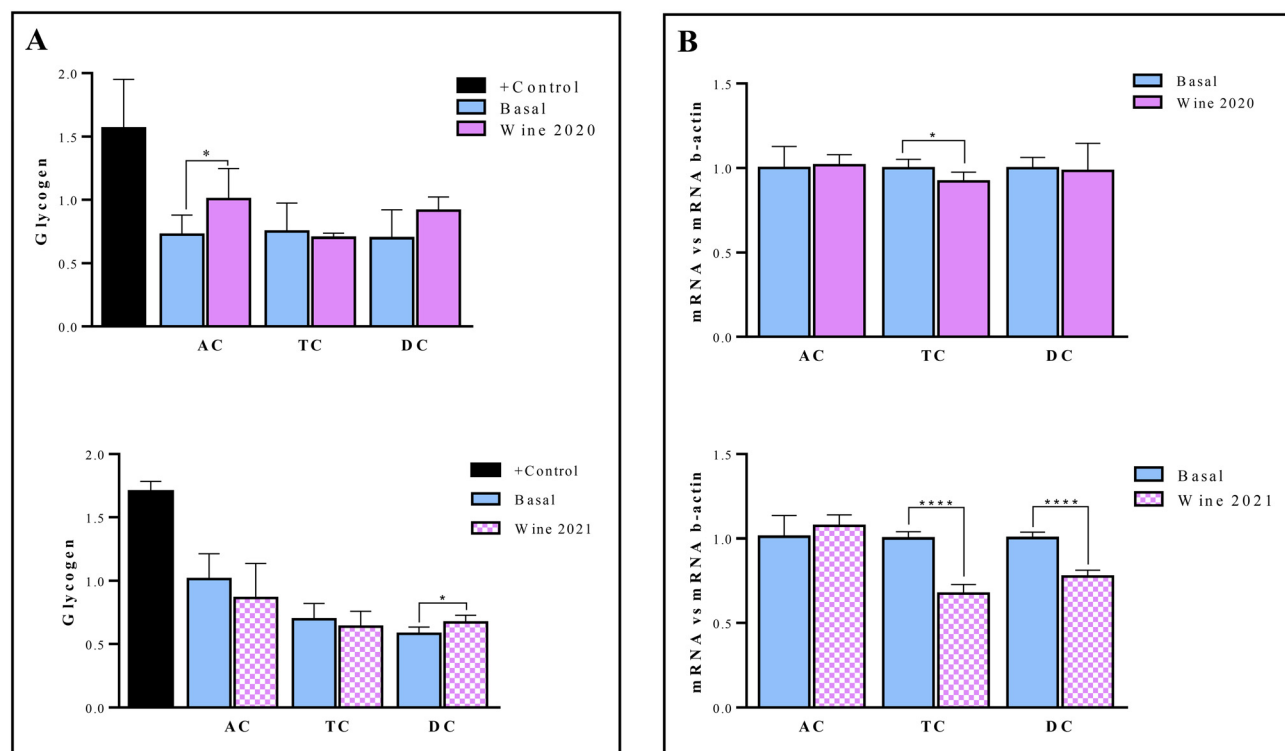 A
Glycogen
2.0
1.5
1.0
0.5
0.0
*
+Control
Basal
Wine 2020
AC TC DC
B
mRNA vs mRNA b-actin
1.5
1.0
0.5
0.0
*
Basal
Wine 2020
AC TC DC
Glycogen
2.0
1.5
1.0
0.5
0.0
*
+Control
Basal
Wine 2021
AC TC DC
mRNA vs mRNA b-actin
1.5
1.0
0.5
0.0
**** ****
Basal
Wine 2021
AC TC DC